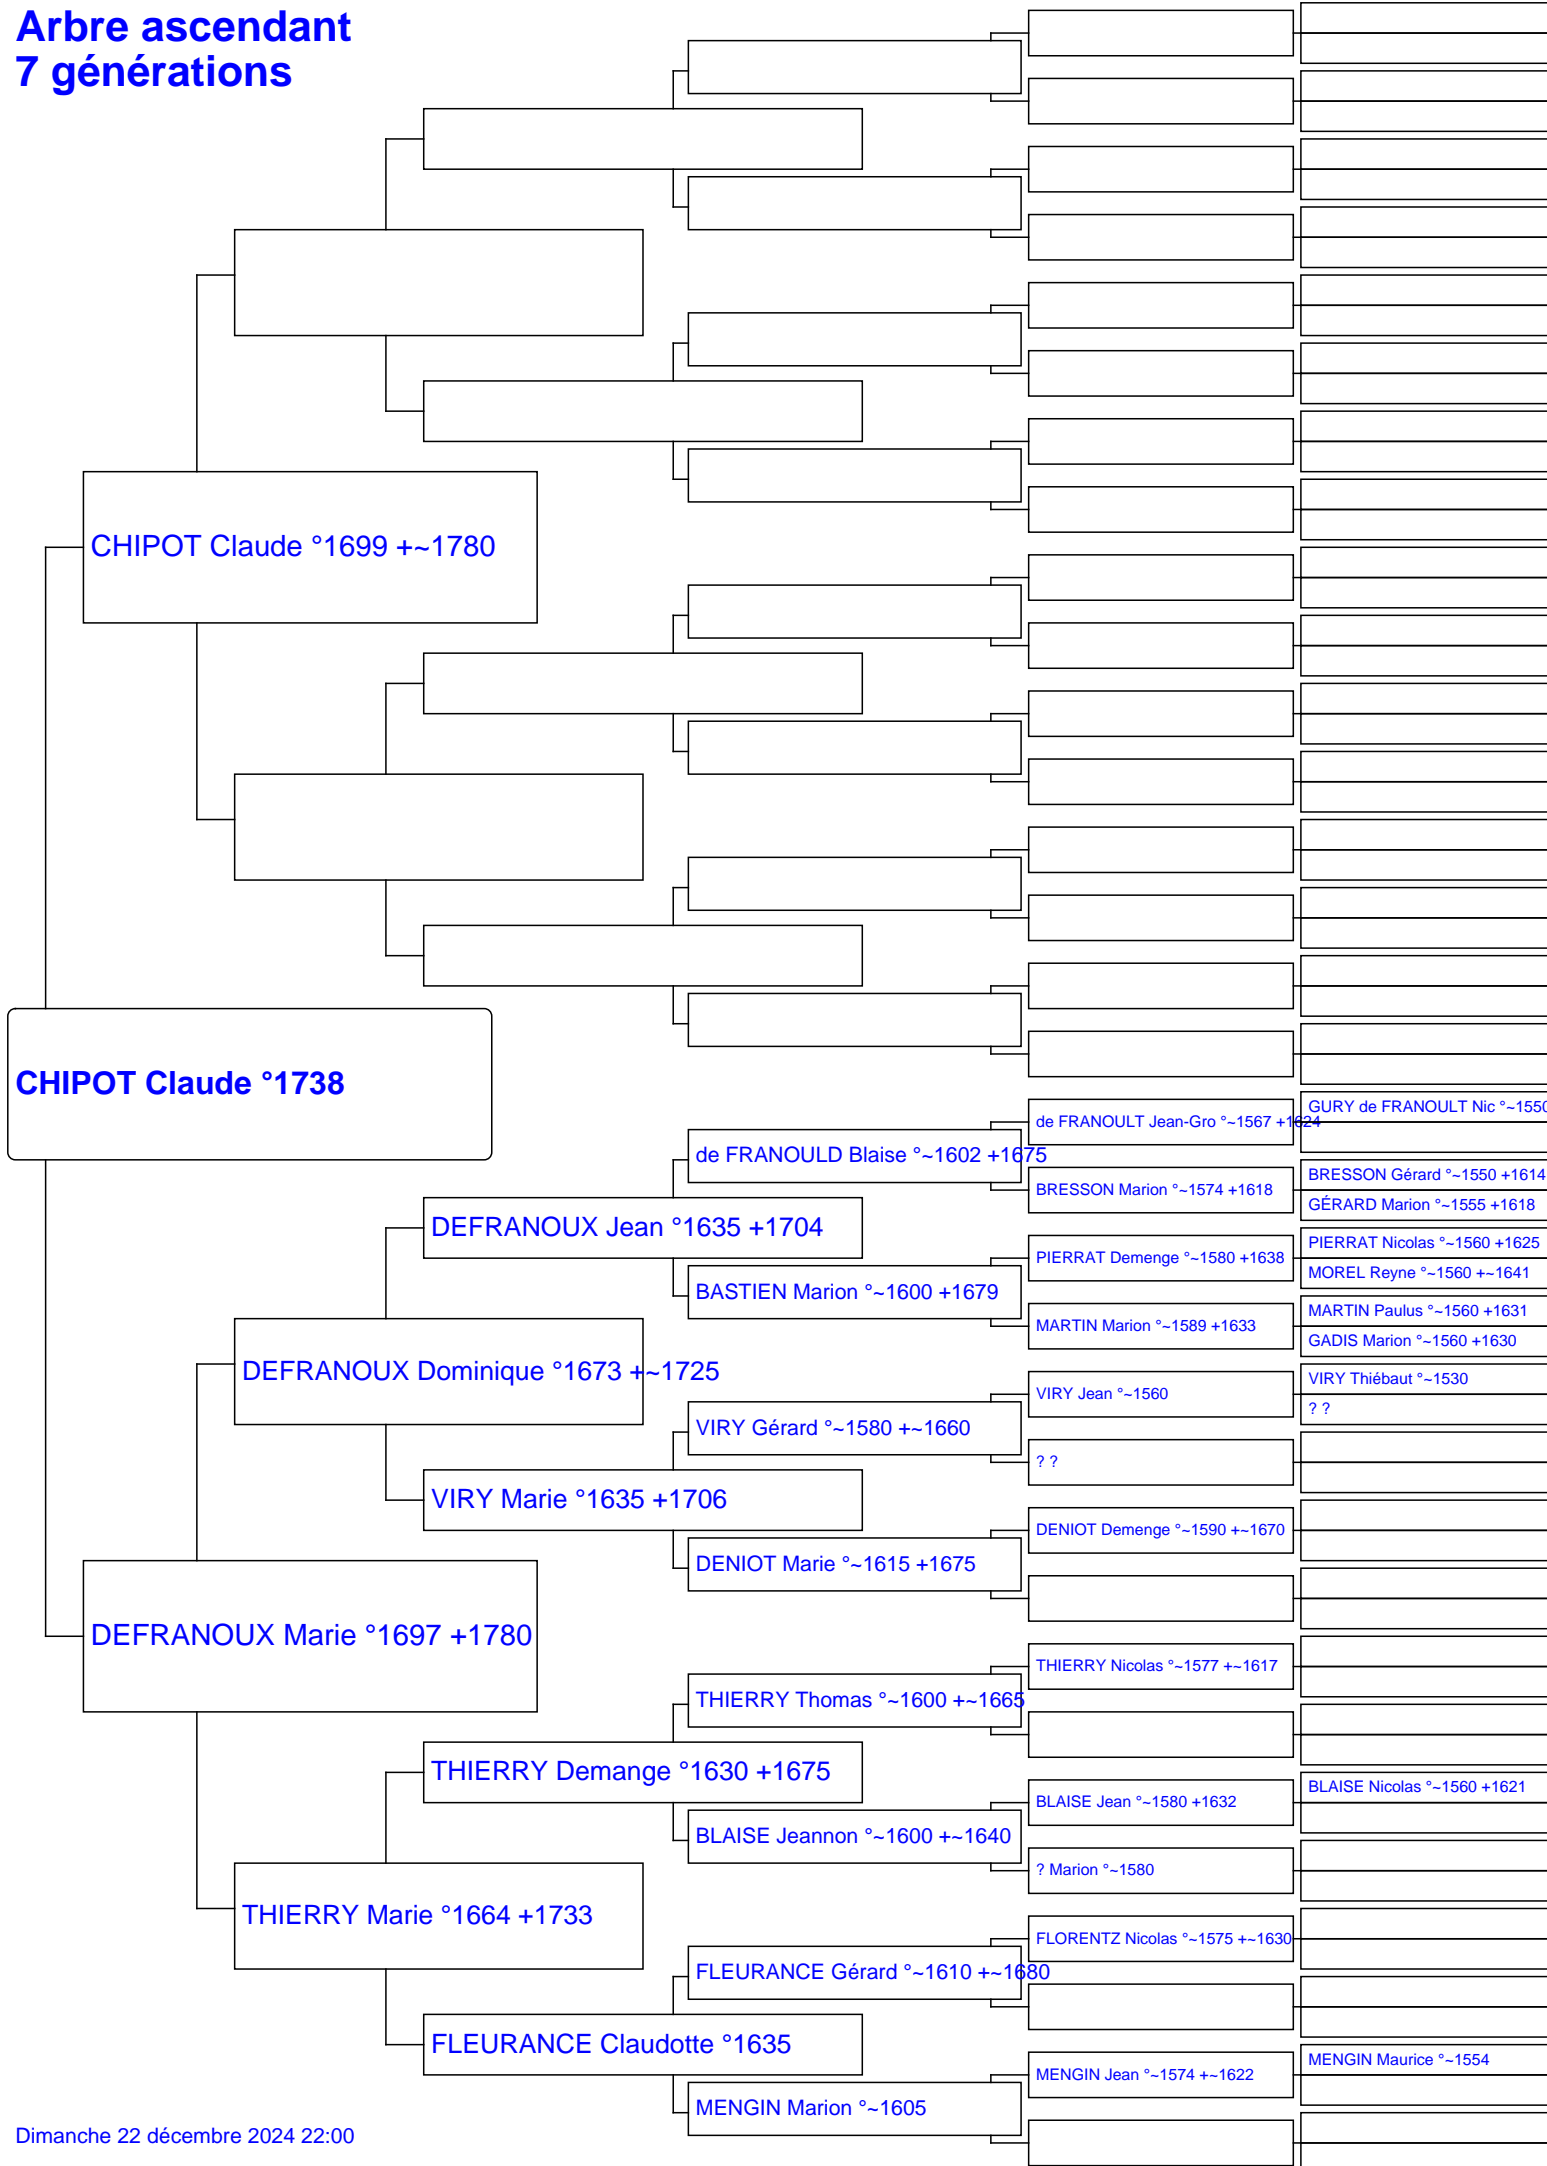 Arbre ascendant
7 générations
CHIPOT Claude °1699 +~1780
CHIPOT Claude °1738
GURY de FRANOULT Nic °~1550
de FRANOULT Jean-Gro °~1567 +1624
de FRANOULD Blaise °~1602 +1675
BRESSON Gérard °~1550 +1614
BRESSON Marion °~1574 +1618
GÉRARD Marion °~1555 +1618
DEFRANOUX Jean °1635 +1704
PIERRAT Nicolas °~1560 +1625
PIERRAT Demenge °~1580 +1638
MOREL Reyne °~1560 +~1641
BASTIEN Marion °~1600 +1679
MARTIN Paulus °~1560 +1631
MARTIN Marion °~1589 +1633
GADIS Marion °~1560 +1630
DEFRANOUX Dominique °1673 +~1725
VIRY Thiébaut °~1530
VIRY Jean °~1560
? ?
VIRY Gérard °~1580 +~1660
? ?
VIRY Marie °1635 +1706
DENIOT Demenge °~1590 +~1670
DENIOT Marie °~1615 +1675
DEFRANOUX Marie °1697 +1780
THIERRY Nicolas °~1577 +~1617
THIERRY Thomas °~1600 +~1665
THIERRY Demange °1630 +1675
BLAISE Nicolas °~1560 +1621
BLAISE Jean °~1580 +1632
BLAISE Jeannon °~1600 +~1640
? Marion °~1580
THIERRY Marie °1664 +1733
FLORENTZ Nicolas °~1575 +~1630
FLEURANCE Gérard °~1610 +~1680
FLEURANCE Claudotte °1635
MENGIN Maurice °~1554
MENGIN Jean °~1574 +~1622
MENGIN Marion °~1605
Dimanche 22 décembre 2024 22:00